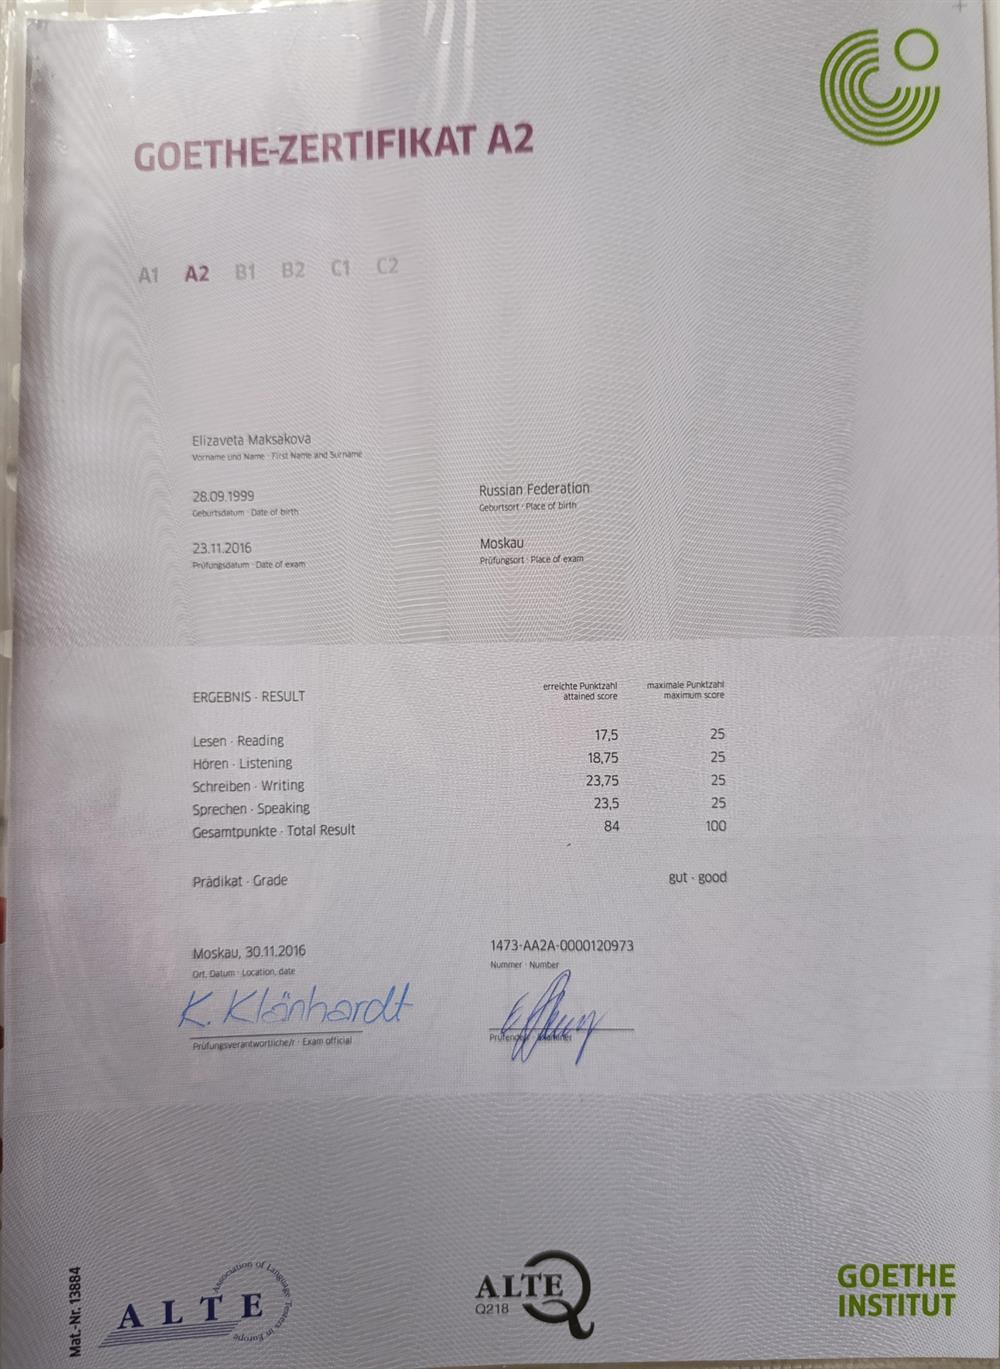 GOETHE-ZERTIFIKAT A2
A1 A2 B1 B2 C1 C2
Elizaveta Maksakova
Vorname und Name · First Name and Surname
28.09.1999
Geburtsdatum · Date of birth
Russian Federation
Geburtsort · Place of birth
23.11.2016
Prüfungsdatum · Date of exam
Moskau
Prüfungsort · Place of exam
ERGEBNIS · RESULT
erreichte Punktzahl
attained score
maximale Punktzahl
maximum score
Lesen · Reading 17,5 25
Hören · Listening 18,75 25
Schreiben · Writing 23,75 25
Sprechen · Speaking 23,5 25
Gesamtpunkte · Total Result 84 100
Prädikat · Grade gut · good
Moskau, 30.11.2016
Ort, Datum · Location, date
1473-AA2A-0000120973
Nummer · Number
K. Klänhardt
Prüfungsverantwortliche/r · Exam official
Mat.-Nr. 13884
ALTE
Association of Language Testers in Europe
ALTE
Q218
GOETHE
INSTITUT